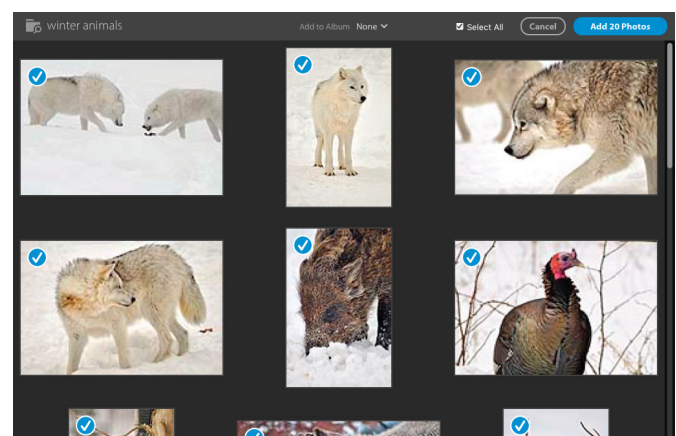 winter animals
Add to Album None
Select All
Cancel
Add 20 Photos